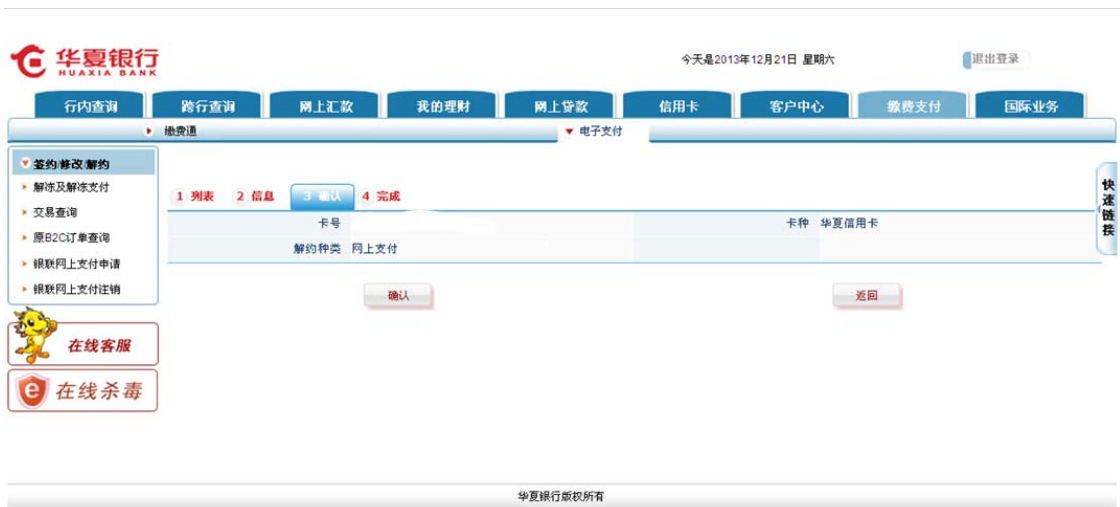 华夏银行
HUAXIA BANK
今天是2013年12月21日 星期六
退出登录
行内查询 跨行查询 网上汇款 我的理财 网上贷款 信用卡 客户中心 缴费支付 国际业务
缴费通 电子支付
签约/修改/解约
解冻及解冻支付
交易查询
原B2C订单查询
银联网上支付申请
银联网上支付注销
在线客服
在线杀毒
1 列表 2 信息 3 确认 4 完成
卡号 卡种 华夏信用卡
解约种类 网上支付
确认 返回
快速链接
华夏银行版权所有